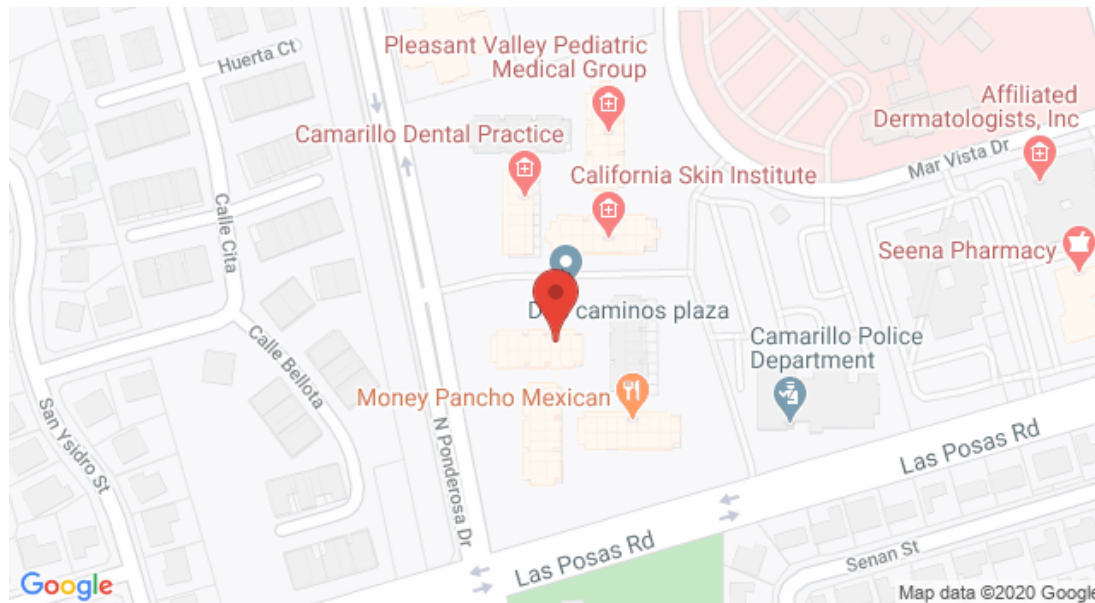 Huerta Ct
Pleasant Valley Pediatric
Medical Group
Affiliated
Dermatologists, Inc
Camarillo Dental Practice
Mar Vista Dr
California Skin Institute
Calle Cita
Seena Pharmacy
caminos plaza
Camarillo Police
Department
Calle Bellota
Money Pancho Mexican
San Ysidro St
N Ponderosa Dr
Las Posas Rd
Las Posas Rd
Senan St
Google
Map data ©2020 Google